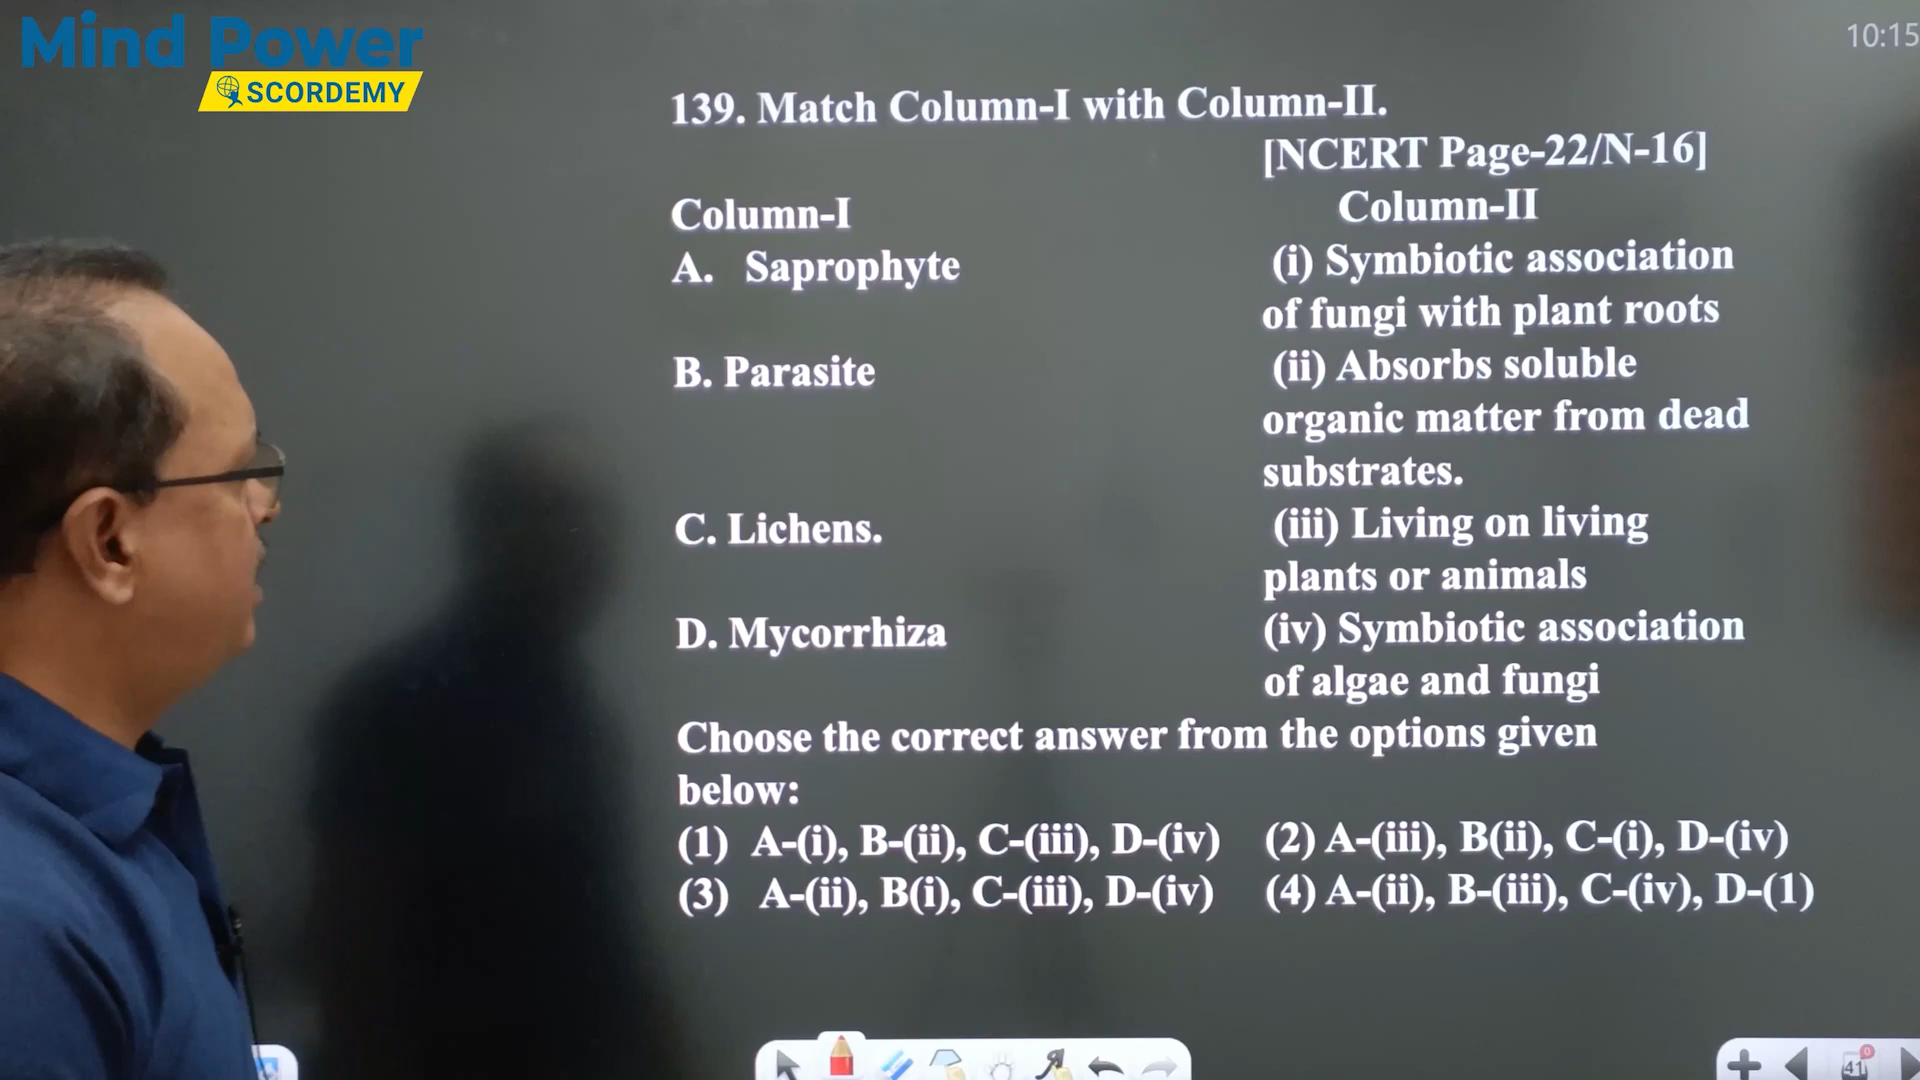 Mind Power
SCORDEMY
10:15
139. Match Column-I with Column-II.
[NCERT Page-22/N-16]
Column-I Column-II
A. Saprophyte (i) Symbiotic association
of fungi with plant roots
B. Parasite (ii) Absorbs soluble
organic matter from dead
substrates.
C. Lichens. (iii) Living on living
plants or animals
D. Mycorrhiza (iv) Symbiotic association
of algae and fungi
Choose the correct answer from the options given
below:
(1) A-(i), B-(ii), C-(iii), D-(iv) (2) A-(iii), B(ii), C-(i), D-(iv)
(3) A-(ii), B(i), C-(iii), D-(iv) (4) A-(ii), B-(iii), C-(iv), D-(1)
41
0